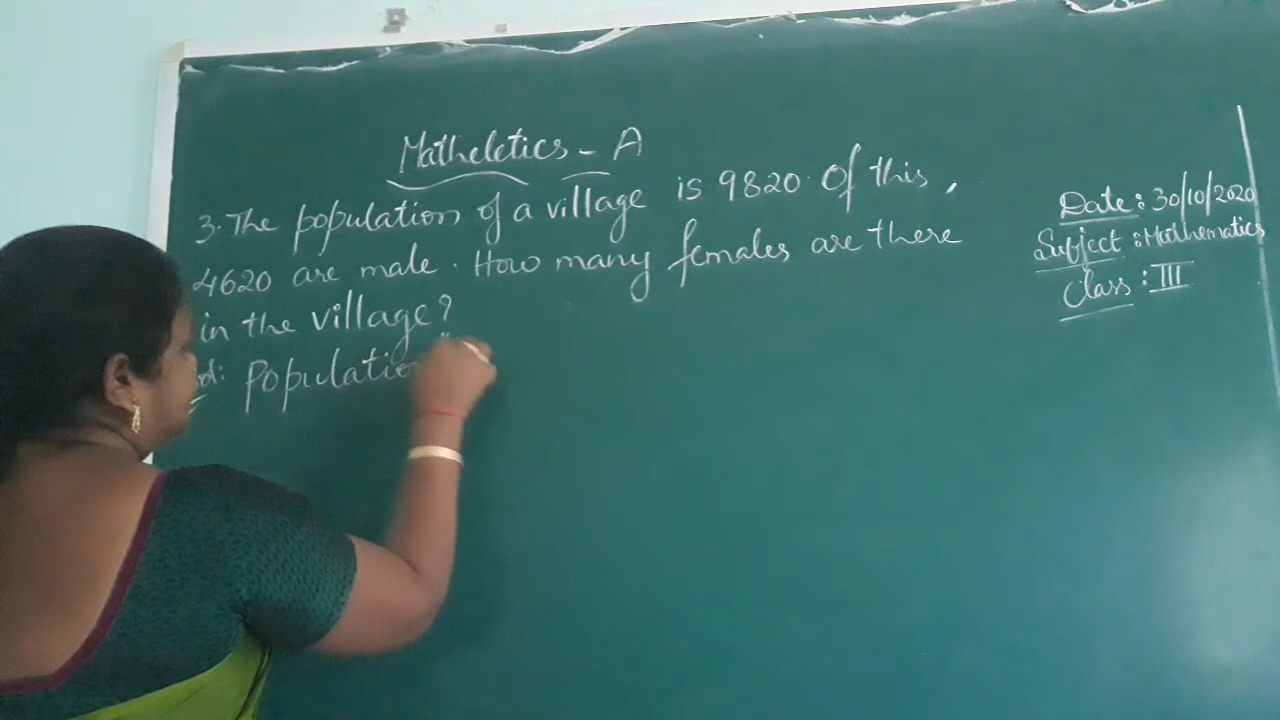 Matheletics - A
3. The population of a village is 9820. Of this,
4620 are male. How many females are there
in the village?
Populatio
Date: 30/10/2020
Subject: Mathematics
Class: III